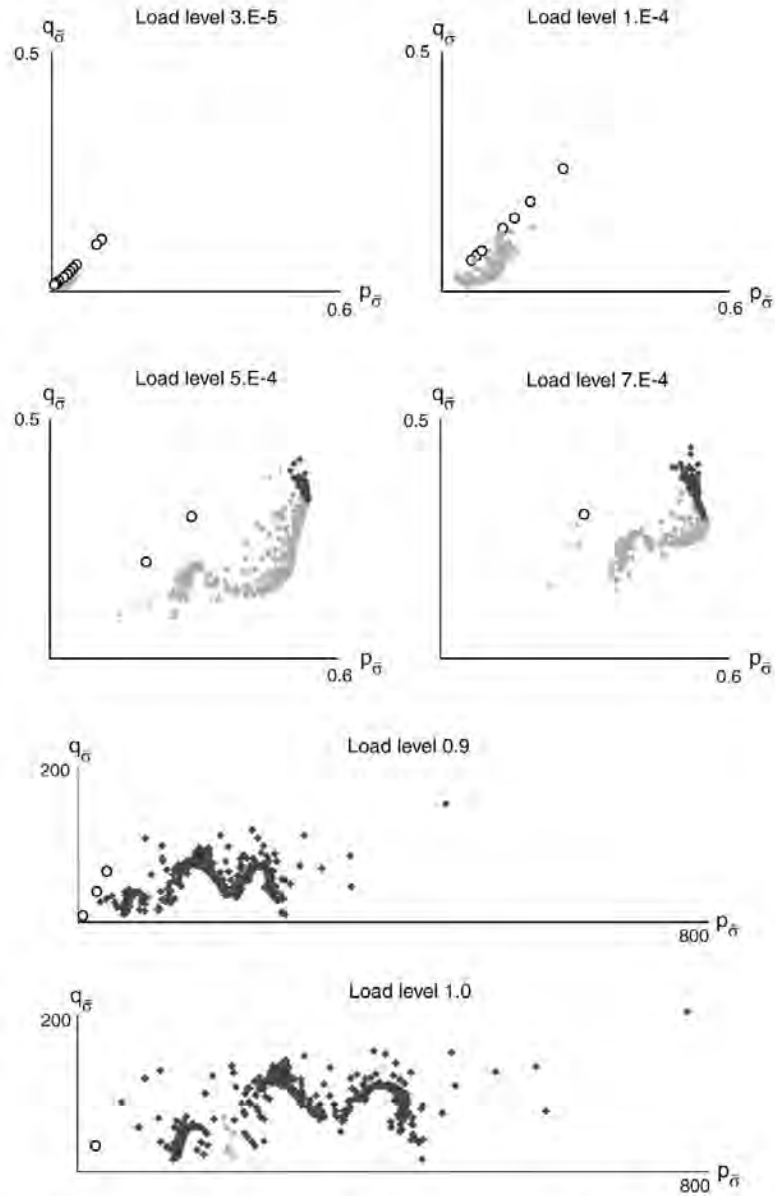 Load level 3.E-5
q_σ̃
0.5
0.6
p_σ̃
Load level 1.E-4
q_σ̃
0.5
0.6
p_σ̃
Load level 5.E-4
q_σ̃
0.5
0.6
p_σ̃
Load level 7.E-4
q_σ̃
0.5
0.6
p_σ̃
Load level 0.9
q_σ̃
200
800
p_σ̃
Load level 1.0
q_σ̃
200
800
p_σ̃